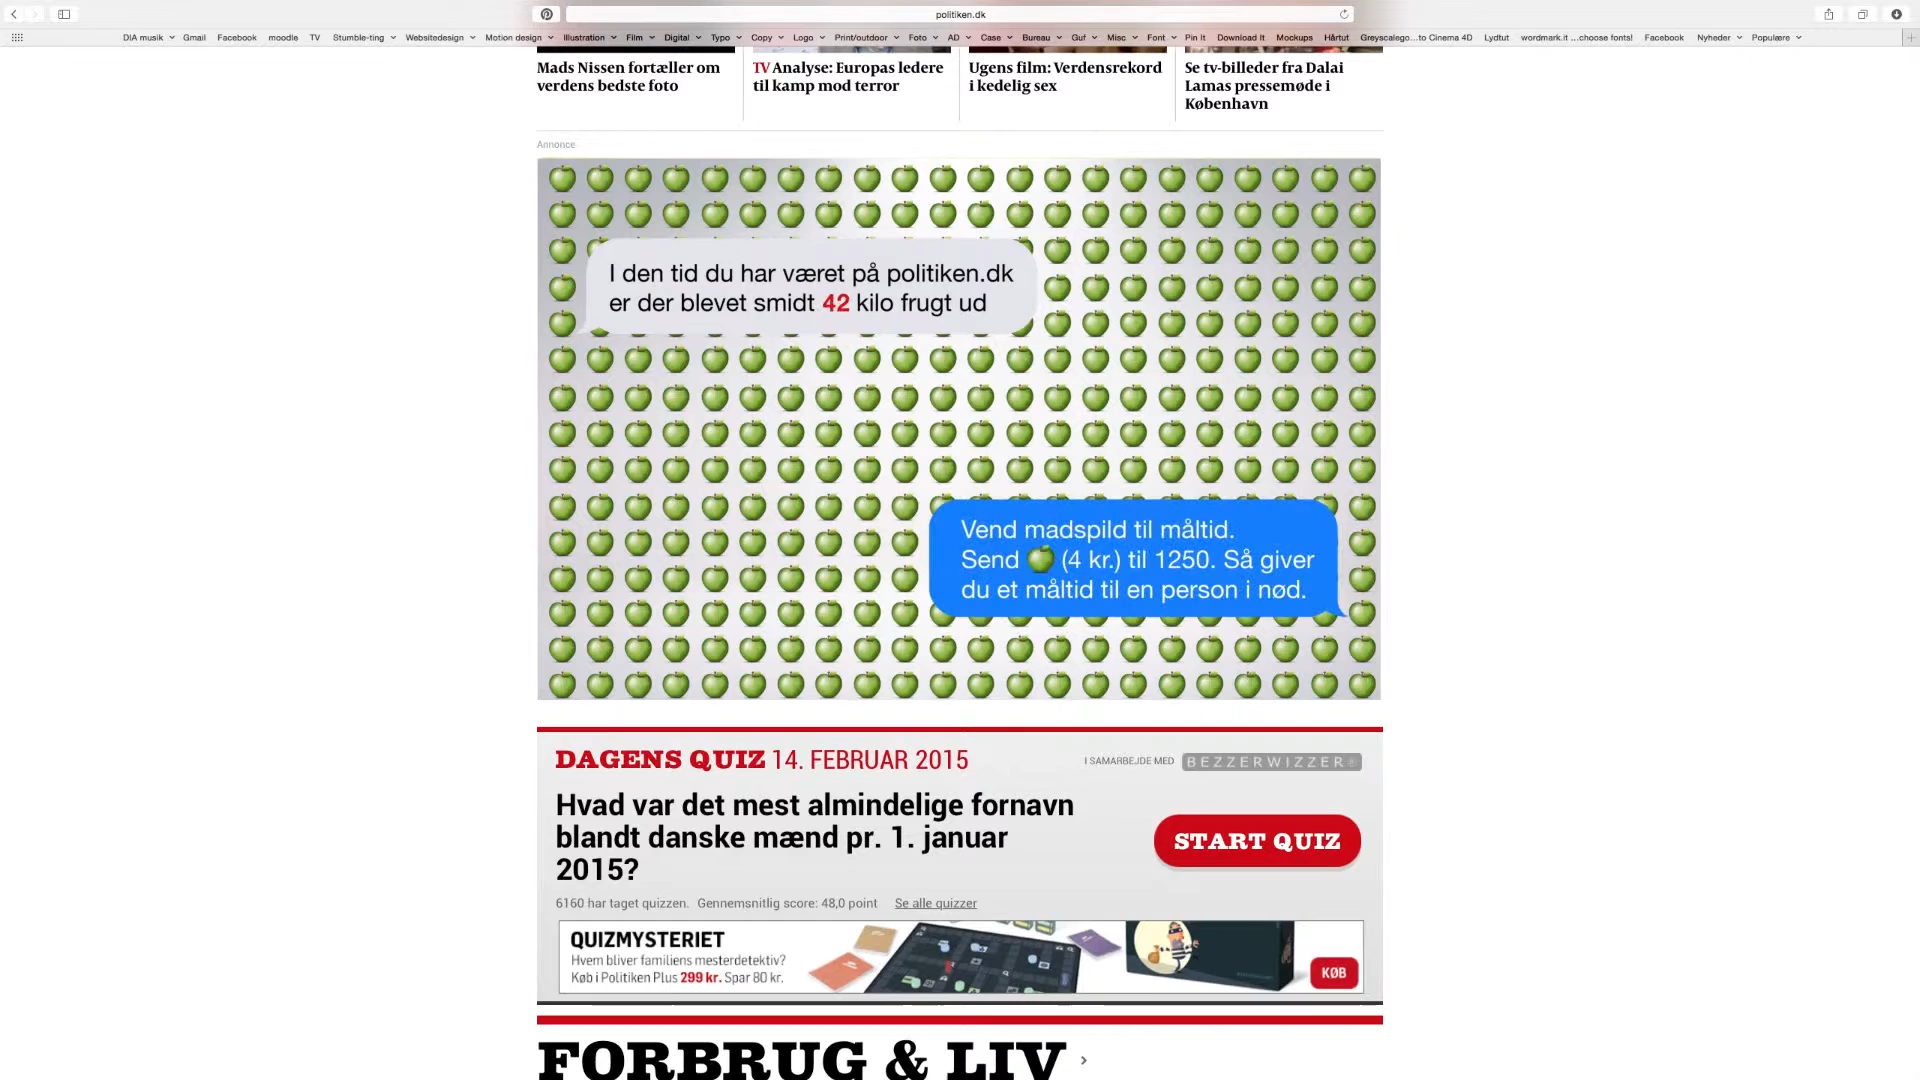 politiken.dk
DIA musik Gmail Facebook moodle TV Stumble-ting Websitedesign Motion design Illustration Film Digital Typo Copy Logo Print/outdoor Foto AD Case Bureau Guf Misc Font Pin It Download It Mockups Hårtut Greyscalego...to Cinema 4D Lydtut wordmark.it ...choose fonts! Facebook Nyheder Populære
Mads Nissen fortæller om
verdens bedste foto
TV Analyse: Europas ledere
til kamp mod terror
Ugens film: Verdensrekord
i kedelig sex
Se tv-billeder fra Dalai
Lamas pressemøde i
København
Annonce
I den tid du har været på politiken.dk
er der blevet smidt 42 kilo frugt ud
Vend madspild til måltid.
Send 🍏 (4 kr.) til 1250. Så giver
du et måltid til en person i nød.
DAGENS QUIZ 14. FEBRUAR 2015
I SAMARBEJDE MED BEZZERWIZZER®
Hvad var det mest almindelige fornavn
blandt danske mænd pr. 1. januar
2015?
START QUIZ
6160 har taget quizzen. Gennemsnitlig score: 48,0 point Se alle quizzer
QUIZMYSTERIET
Hvem bliver familiens mesterdetektiv?
Køb i Politiken Plus 299 kr. Spar 80 kr.
KØB
FORBRUG & LIV